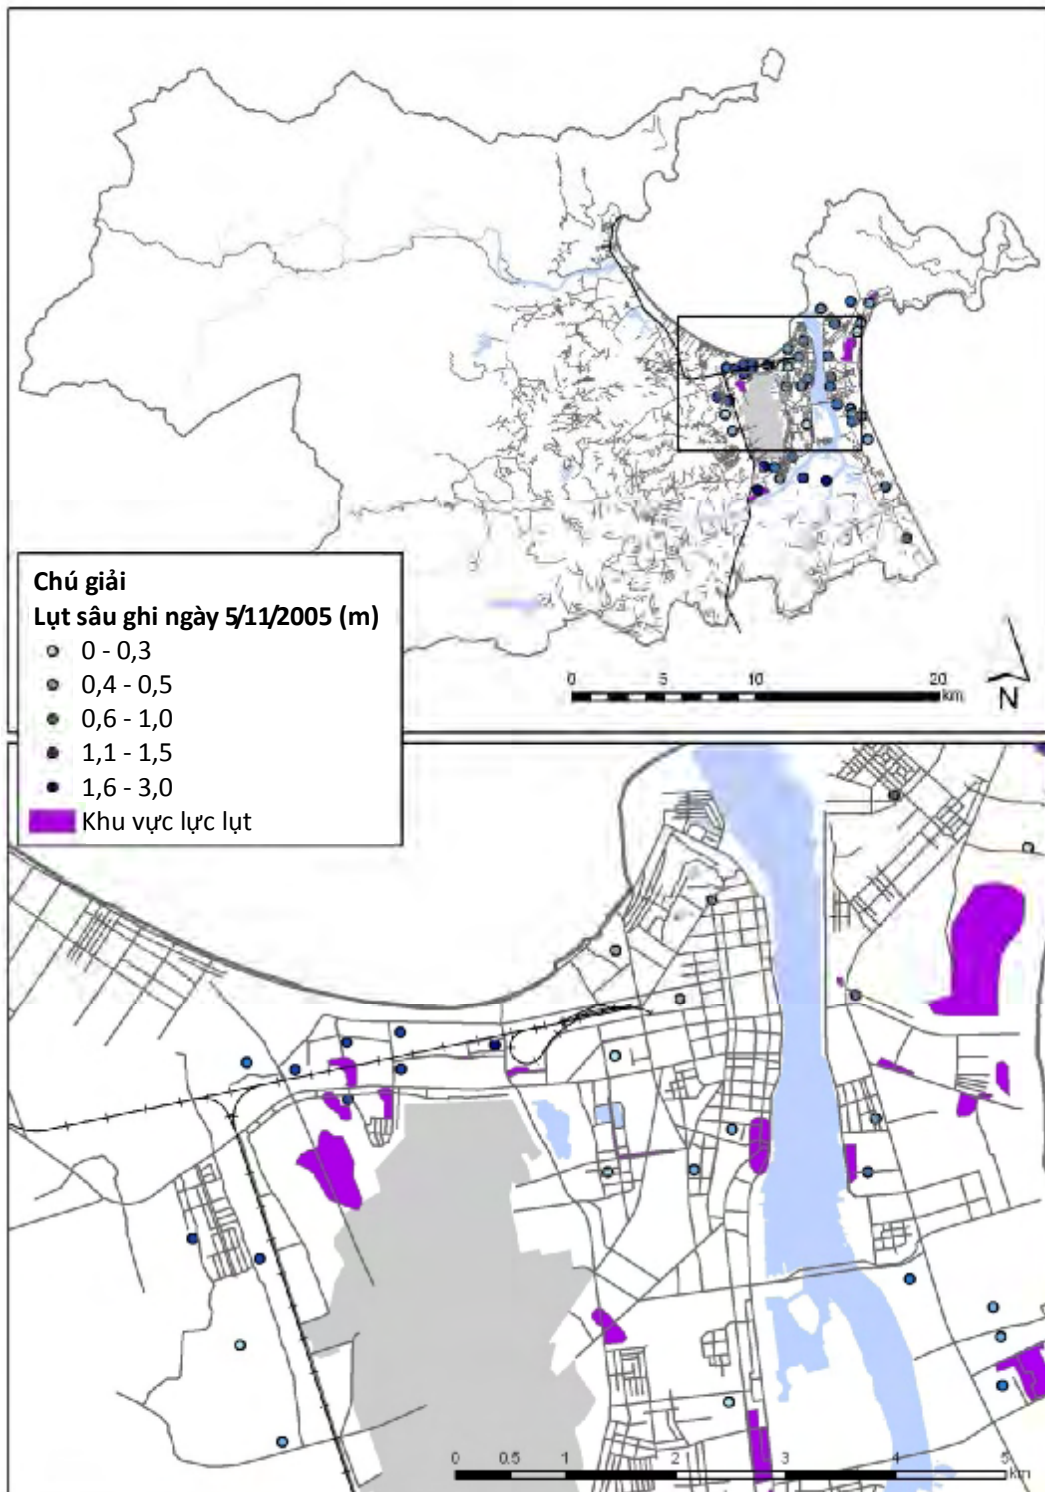 0 5 10 20
km
N
Chú giải
Lụt sâu ghi ngày 5/11/2005 (m)
0 - 0,3
0,4 - 0,5
0,6 - 1,0
1,1 - 1,5
1,6 - 3,0
Khu vực lực lụt
0 0.5 1 2 3 4 5
km